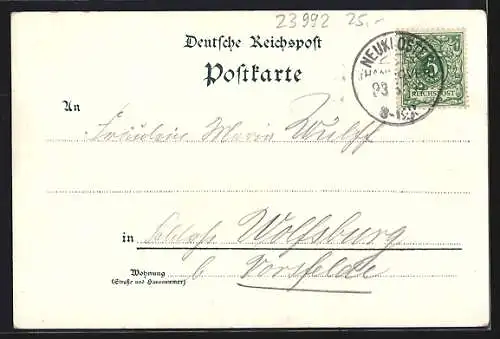 23992 25,-
Deutsche Reichspost
Postkarte
NEUKLOSTER
5
REICHSPOST
An
Fräulein Marie Wulff
in Schloss Wolfsburg
b Vorsfelde
Wohnung
(Straße und Hausnummer)